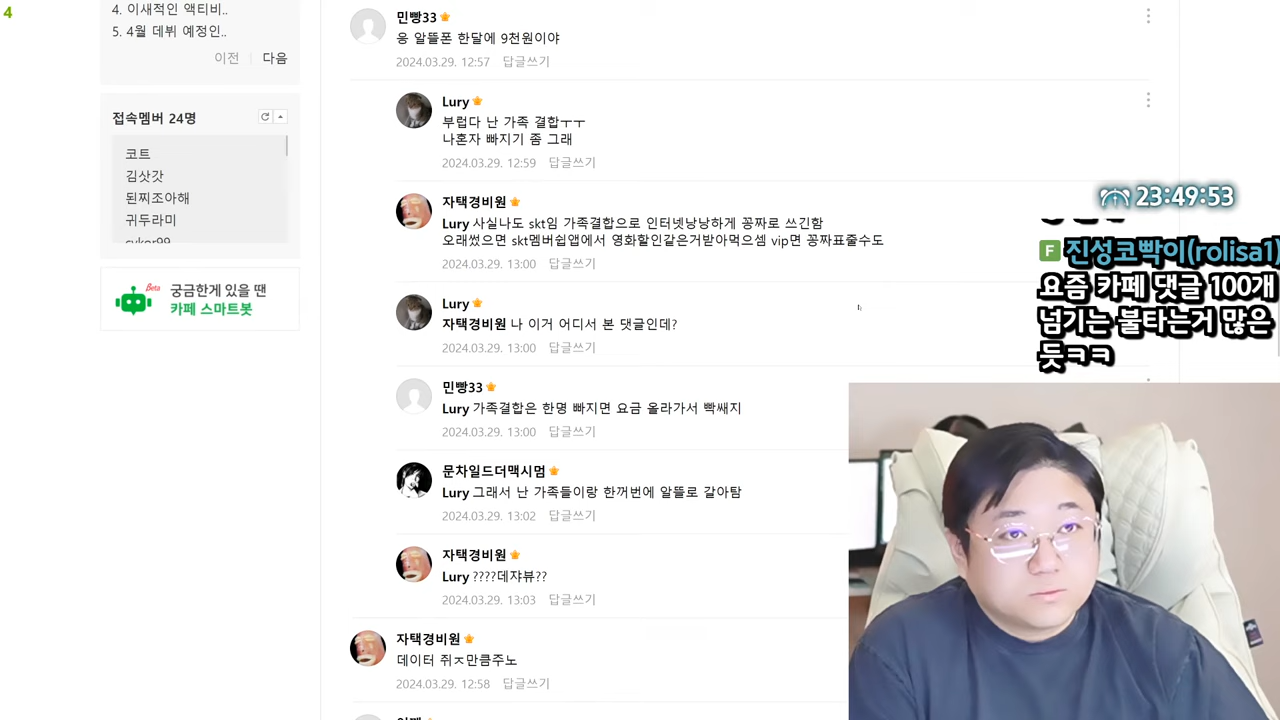 4
4. 이새적인 액티비..
5. 4월 데뷔 예정인..
이전 다음
접속멤버 24명
코트
김삿갓
된찌조아해
귀두라미
cyker99
Beta
궁금한게 있을 땐
카페 스마트봇
민빵33
응 알뜰폰 한달에 9천원이야
2024.03.29. 12:57 답글쓰기
Lury
부럽다 난 가족 결합ㅜㅜ
나혼자 빠지기 좀 그래
2024.03.29. 12:59 답글쓰기
자택경비원
Lury 사실나도 skt임 가족결합으로 인터넷낭낭하게 꽁짜로 쓰긴함
오래썼으면 skt멤버쉽앱에서 영화할인같은거받아먹으셈 vip면 꽁짜표줄수도
2024.03.29. 13:00 답글쓰기
Lury
자택경비원 나 이거 어디서 본 댓글인데?
2024.03.29. 13:00 답글쓰기
민빵33
Lury 가족결합은 한명 빠지면 요금 올라가서 빡쌔지
2024.03.29. 13:00 답글쓰기
문차일드더맥시멈
Lury 그래서 난 가족들이랑 한꺼번에 알뜰로 갈아탐
2024.03.29. 13:02 답글쓰기
자택경비원
Lury ????데쟈뷰??
2024.03.29. 13:03 답글쓰기
자택경비원
데이터 쥐ㅈ만큼주노
2024.03.29. 12:58 답글쓰기
23:49:53
F 진성코빡이(rolisa1)
요즘 카페 댓글 100개
넘기는 불타는거 많은
듯ㅋㅋ